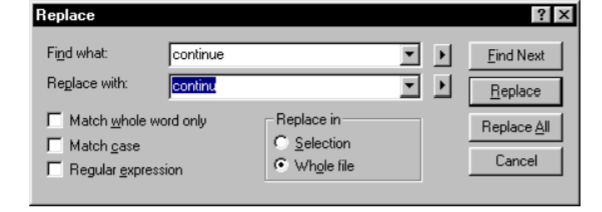 Replace
Find what: continue Find Next
Replace with: continu Replace
Match whole word only Replace in Replace All
Match case Selection
Regular expression Whole file Cancel